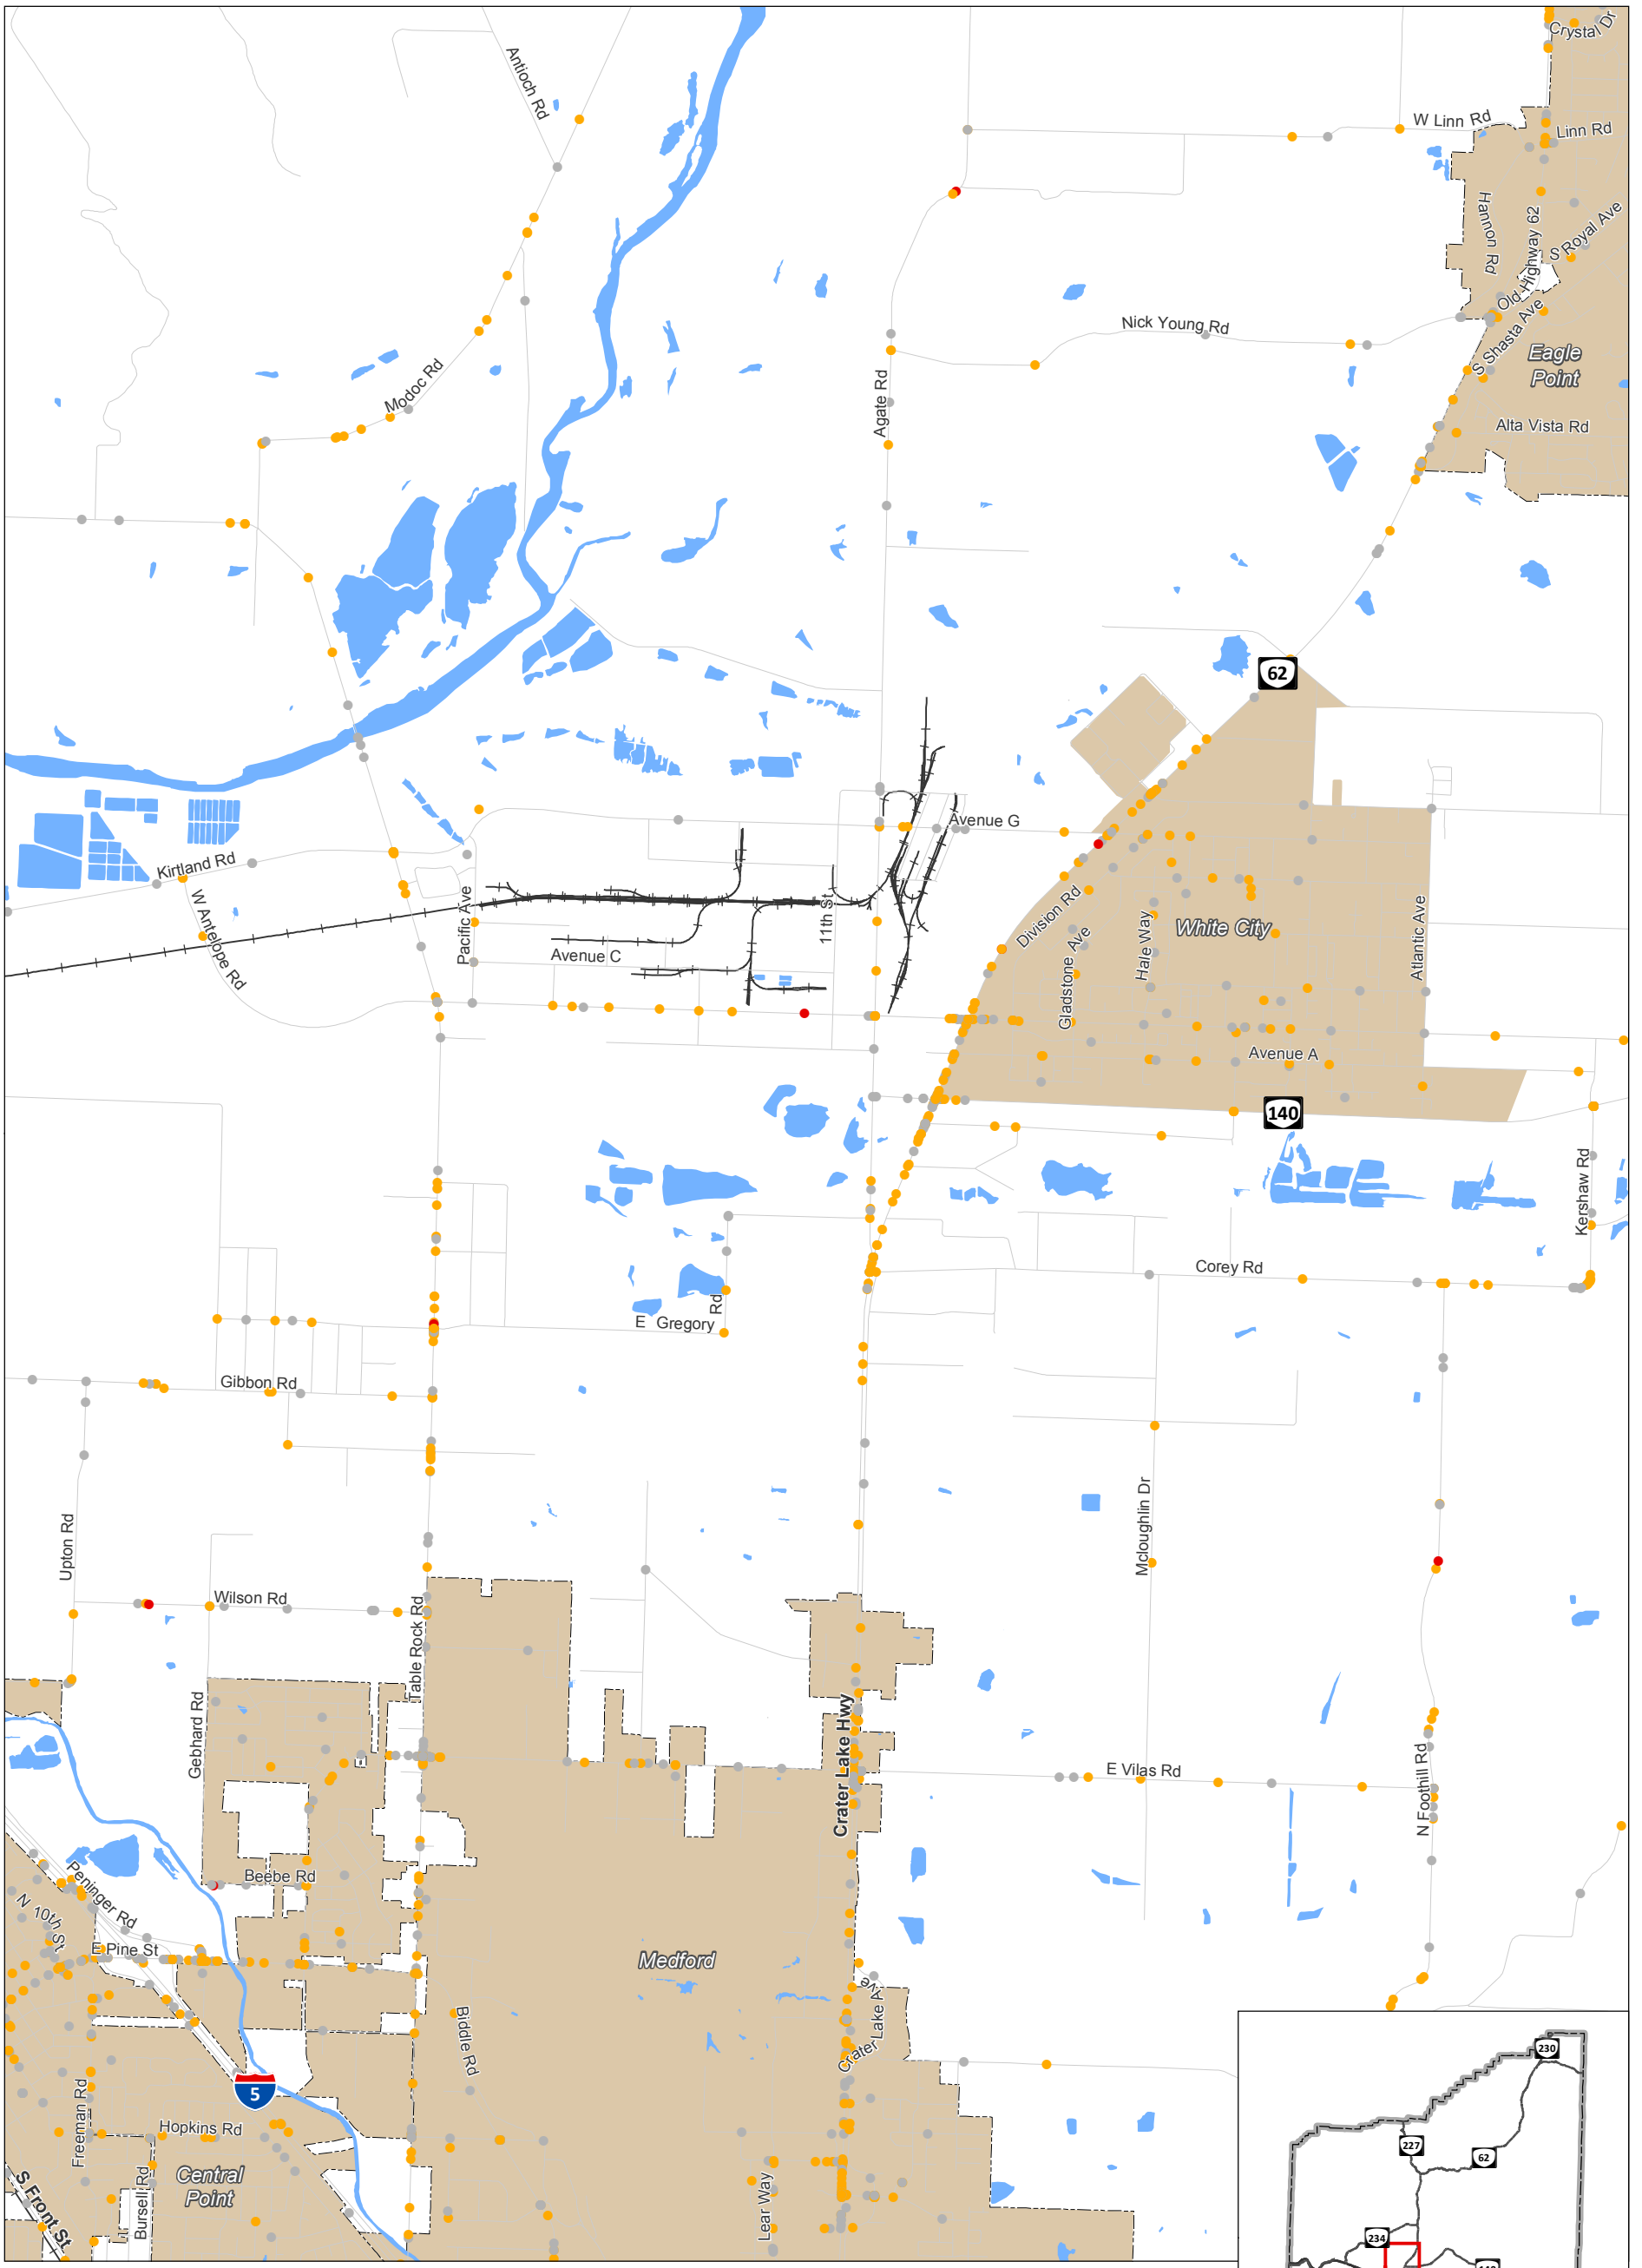 Crystal Dr
Antioch Rd
W Linn Rd
Linn Rd
Hannon Rd
Old Highway 62
S Royal Ave
Nick Young Rd
S Shasta Ave
Eagle
Point
Modoc Rd
Agate Rd
Alta Vista Rd
62
Avenue G
Kirtland Rd
W Antelope Rd
Pacific Ave
11th St
Division Rd
White City
Avenue C
Gladstone Ave
Hale Way
Atlantic Ave
Avenue A
140
Kershaw Rd
Corey Rd
E Gregory Rd
Gibbon Rd
Upton Rd
Mcloughlin Dr
Wilson Rd
Table Rock Rd
Gebhard Rd
Crater Lake Hwy
E Vilas Rd
N Foothill Rd
Beebe Rd
Peninger Rd
N 10th St
E Pine St
Medford
Crater Lake Ave
Biddle Rd
5
Freeman Rd
Hopkins Rd
Central
Point
Bursell Rd
S Front St
Lear Way
230
227
62
234